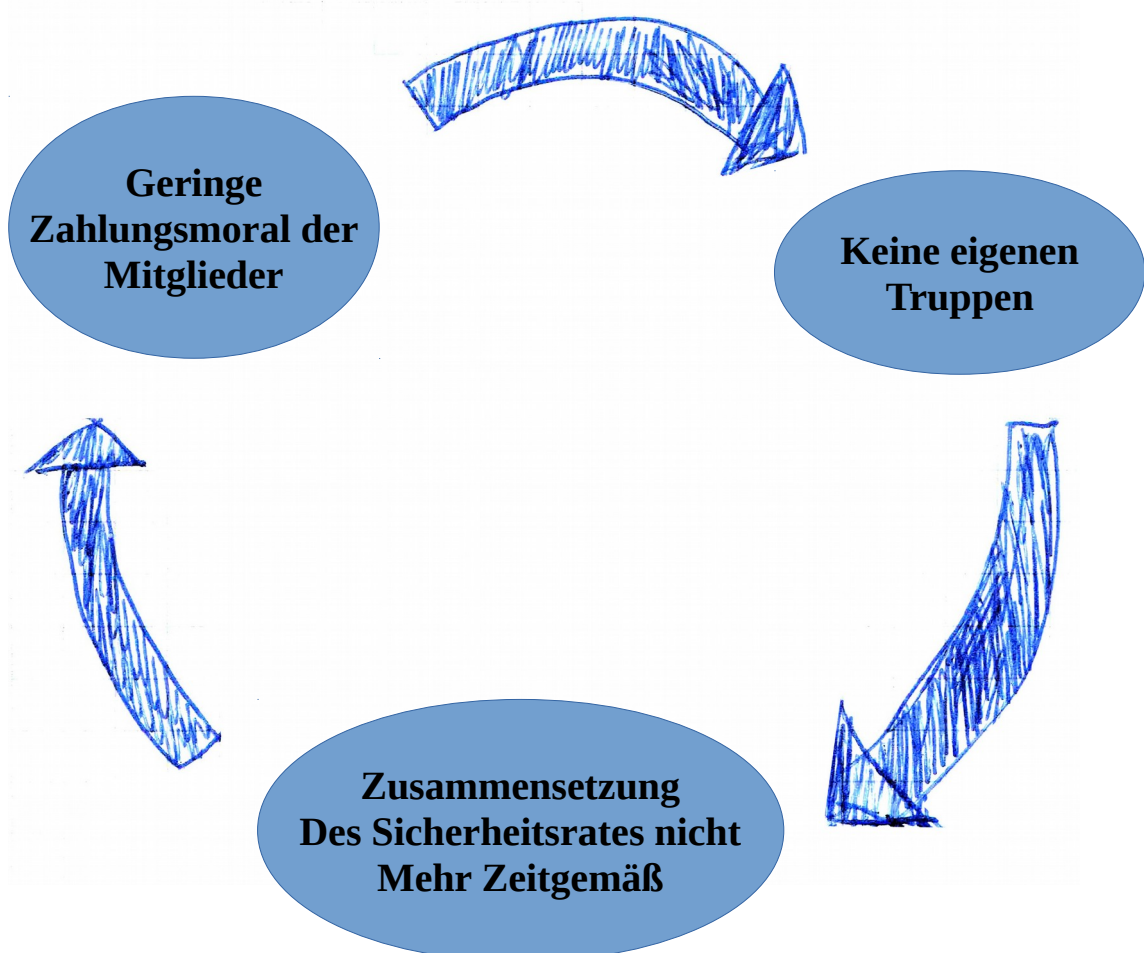 Geringe
Zahlungsmoral der
Mitglieder
Keine eigenen
Truppen
Zusammensetzung
Des Sicherheitsrates nicht
Mehr Zeitgemäß